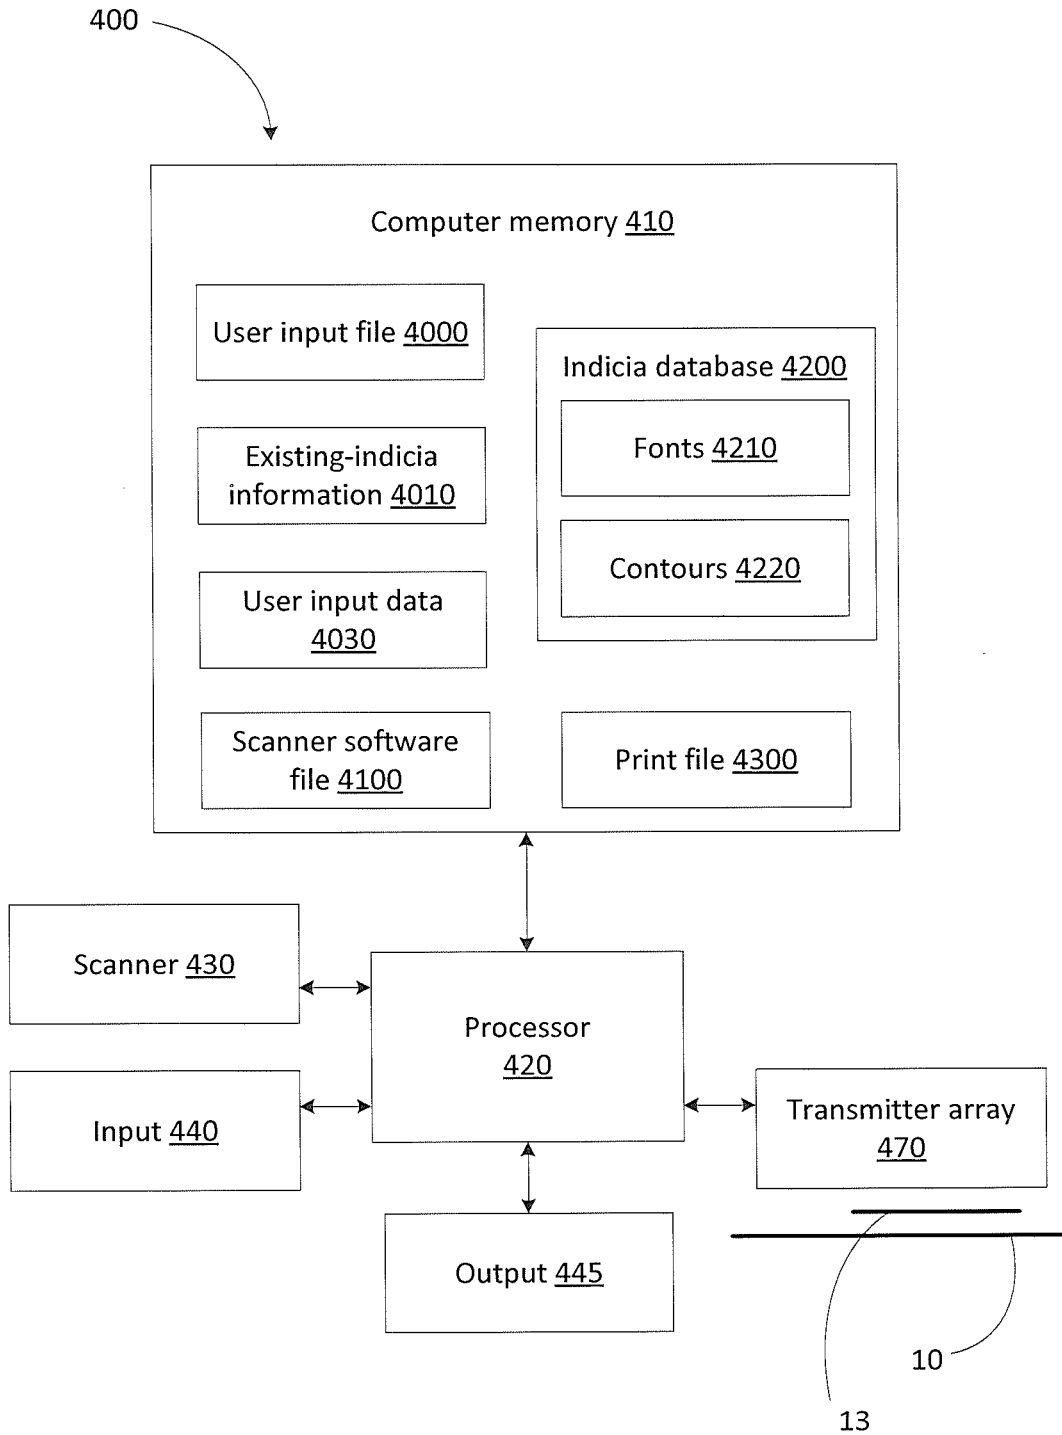 400
Computer memory 410
User input file 4000
Indicia database 4200
Fonts 4210
Existing-indicia
information 4010
Contours 4220
User input data
4030
Scanner software
file 4100
Print file 4300
Scanner 430
Processor
420
Input 440
Transmitter array
470
Output 445
10
13